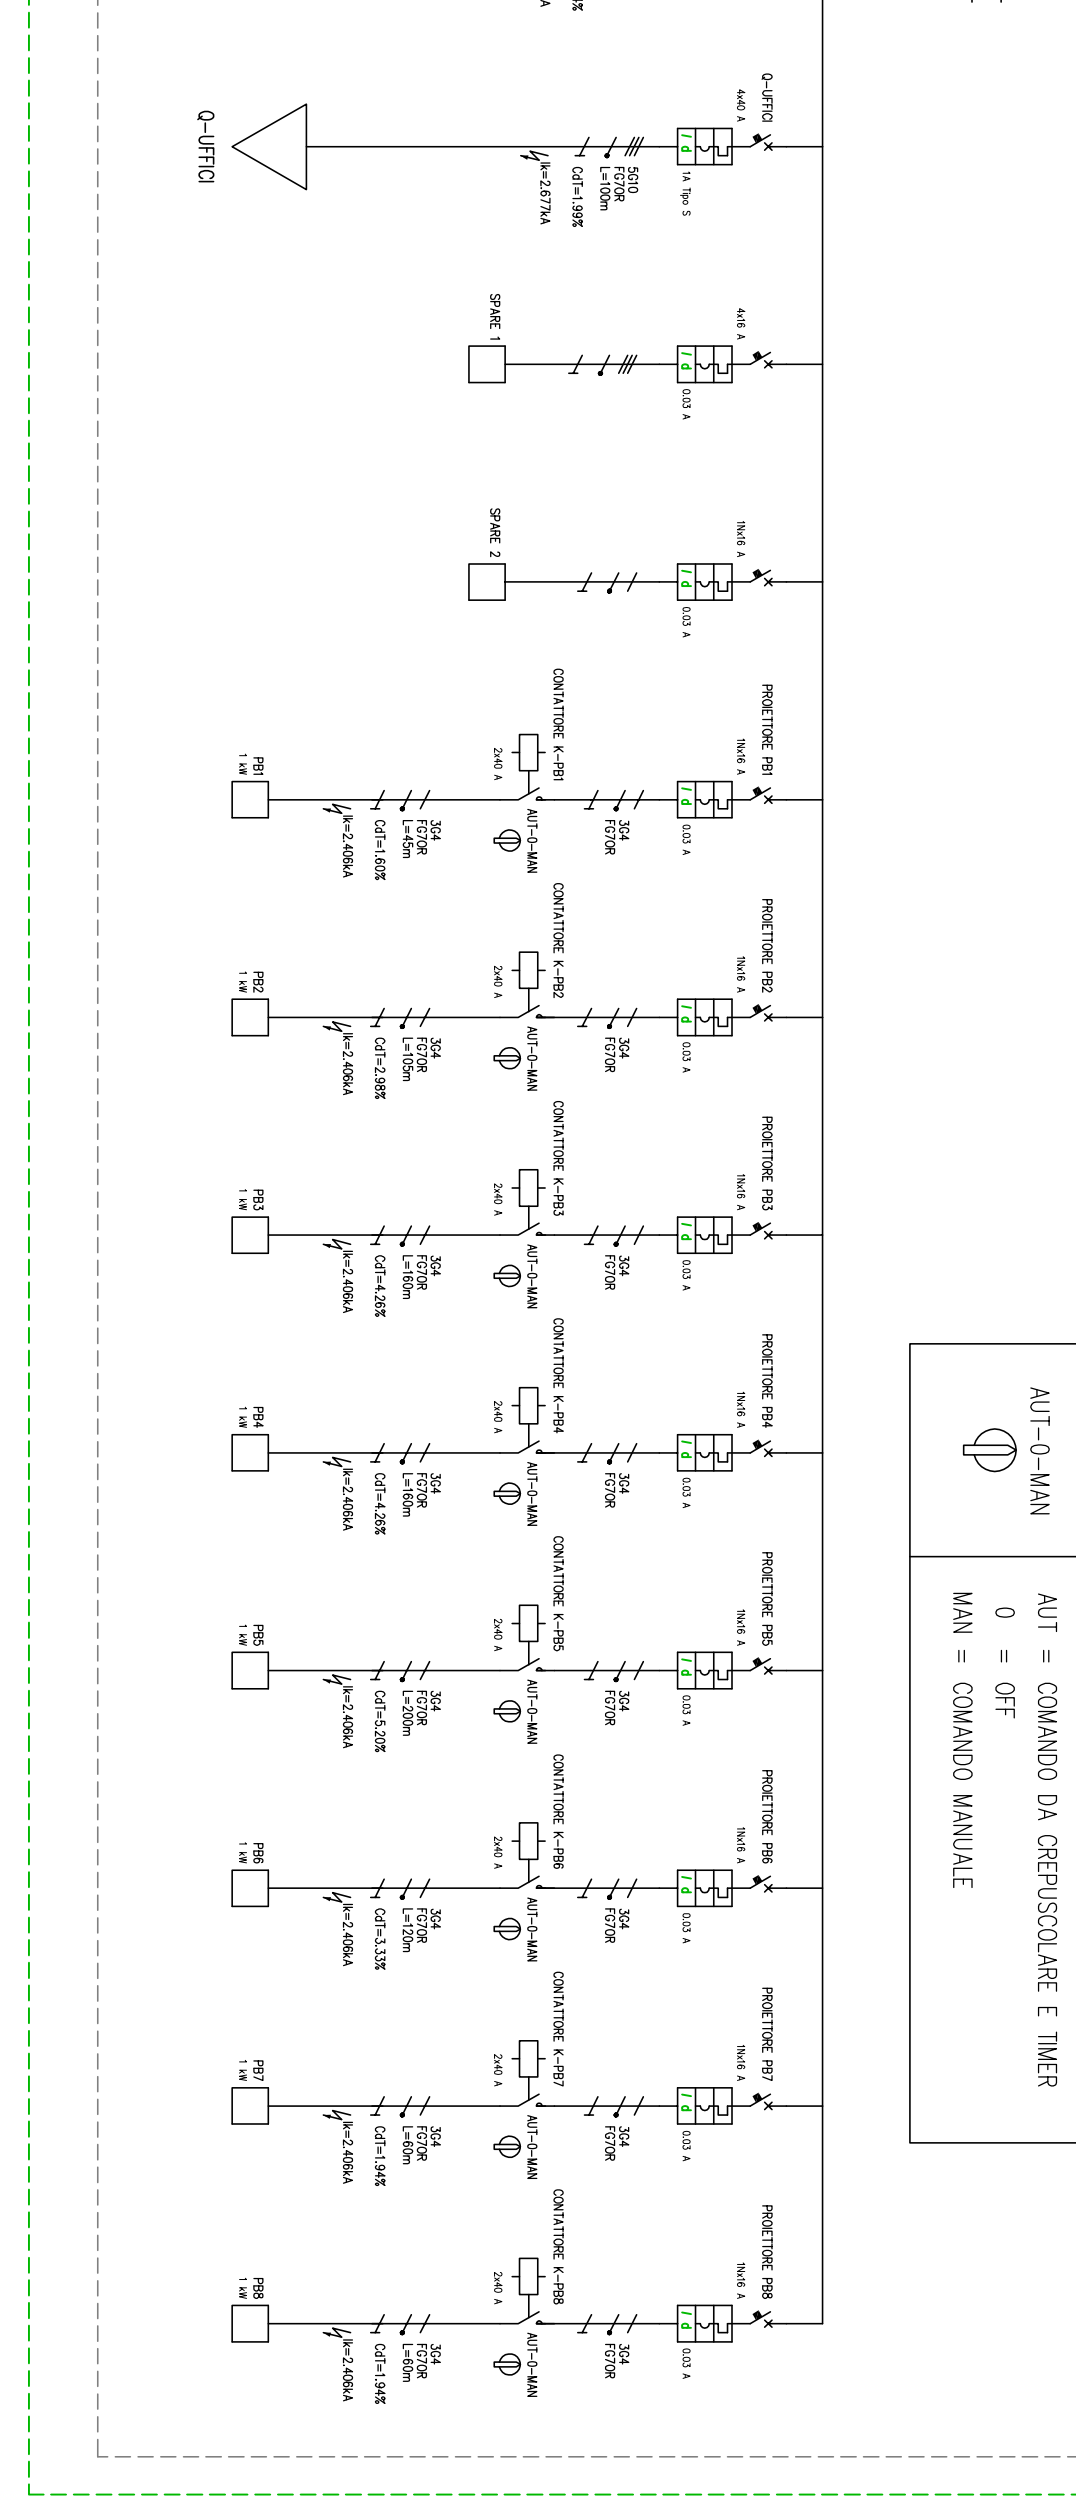 4%
A
Q-UFFICI
4x40 A
Id
1A Tipo S
5G10
FG7OR
L=100m
CdT=1.99%
Ik=2.677kA
Q-UFFICI
4x16 A
Id
0.03 A
SPARE 1
1Nx16 A
Id
0.03 A
SPARE 2
PROIETTORE PB1
1Nx16 A
Id
0.03 A
3G4
FG7OR
CONTATTORE K-PB1
2x40 A
AUT-0-MAN
3G4
FG7OR
L=45m
CdT=1.60%
Ik=2.406kA
PB1
1 kW
PROIETTORE PB2
1Nx16 A
Id
0.03 A
3G4
FG7OR
CONTATTORE K-PB2
2x40 A
AUT-0-MAN
3G4
FG7OR
L=105m
CdT=2.98%
Ik=2.406kA
PB2
1 kW
PROIETTORE PB3
1Nx16 A
Id
0.03 A
3G4
FG7OR
CONTATTORE K-PB3
2x40 A
AUT-0-MAN
3G4
FG7OR
L=160m
CdT=4.26%
Ik=2.406kA
PB3
1 kW
PROIETTORE PB4
1Nx16 A
Id
0.03 A
3G4
FG7OR
CONTATTORE K-PB4
2x40 A
AUT-0-MAN
3G4
FG7OR
L=160m
CdT=4.26%
Ik=2.406kA
PB4
1 kW
PROIETTORE PB5
1Nx16 A
Id
0.03 A
3G4
FG7OR
CONTATTORE K-PB5
2x40 A
AUT-0-MAN
3G4
FG7OR
L=200m
CdT=5.20%
Ik=2.406kA
PB5
1 kW
PROIETTORE PB6
1Nx16 A
Id
0.03 A
3G4
FG7OR
CONTATTORE K-PB6
2x40 A
AUT-0-MAN
3G4
FG7OR
L=120m
CdT=3.33%
Ik=2.406kA
PB6
1 kW
PROIETTORE PB7
1Nx16 A
Id
0.03 A
3G4
FG7OR
CONTATTORE K-PB7
2x40 A
AUT-0-MAN
3G4
FG7OR
L=60m
CdT=1.94%
Ik=2.406kA
PB7
1 kW
PROIETTORE PB8
1Nx16 A
Id
0.03 A
3G4
FG7OR
CONTATTORE K-PB8
2x40 A
AUT-0-MAN
3G4
FG7OR
L=60m
CdT=1.94%
Ik=2.406kA
PB8
1 kW
AUT-0-MAN
AUT = COMANDO DA CREPUSCOLARE E TIMER
0 = OFF
MAN = COMANDO MANUALE